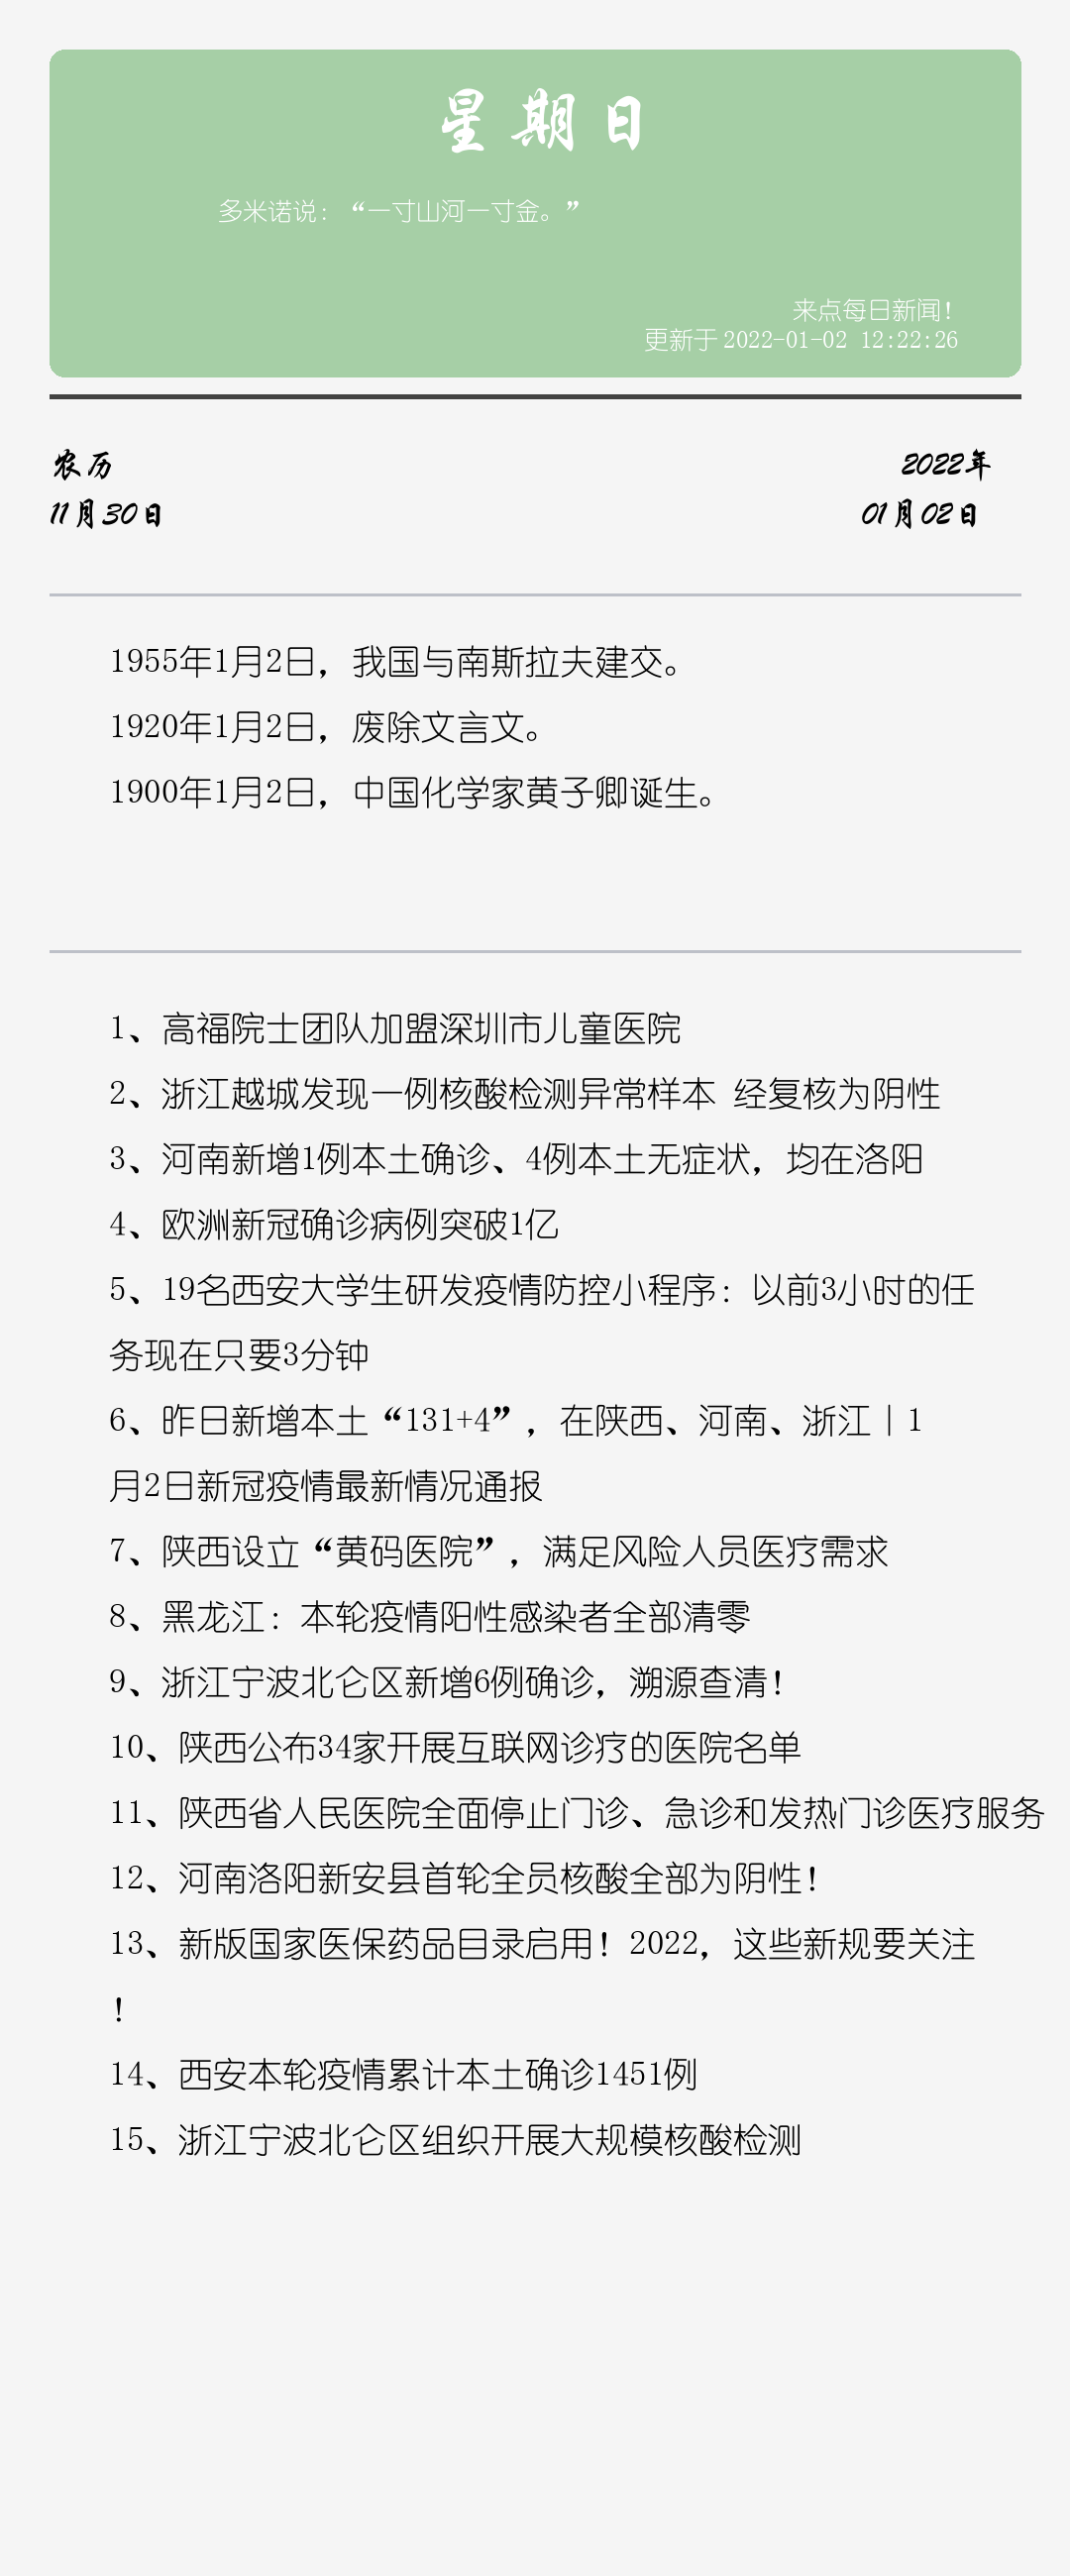 星期日
多米诺说：“一寸山河一寸金。”
来点每日新闻！
更新于 2022-01-02 12:22:26
农历
2022年
11月30日
01月02日
1955年1月2日，我国与南斯拉夫建交。
1920年1月2日，废除文言文。
1900年1月2日，中国化学家黄子卿诞生。
1、高福院士团队加盟深圳市儿童医院
2、浙江越城发现一例核酸检测异常样本 经复核为阴性
3、河南新增1例本土确诊、4例本土无症状，均在洛阳
4、欧洲新冠确诊病例突破1亿
5、19名西安大学生研发疫情防控小程序：以前3小时的任
务现在只要3分钟
6、昨日新增本土“131+4”，在陕西、河南、浙江｜1
月2日新冠疫情最新情况通报
7、陕西设立“黄码医院”，满足风险人员医疗需求
8、黑龙江：本轮疫情阳性感染者全部清零
9、浙江宁波北仑区新增6例确诊，溯源查清！
10、陕西公布34家开展互联网诊疗的医院名单
11、陕西省人民医院全面停止门诊、急诊和发热门诊医疗服务
12、河南洛阳新安县首轮全员核酸全部为阴性！
13、新版国家医保药品目录启用！2022，这些新规要关注
！
14、西安本轮疫情累计本土确诊1451例
15、浙江宁波北仑区组织开展大规模核酸检测